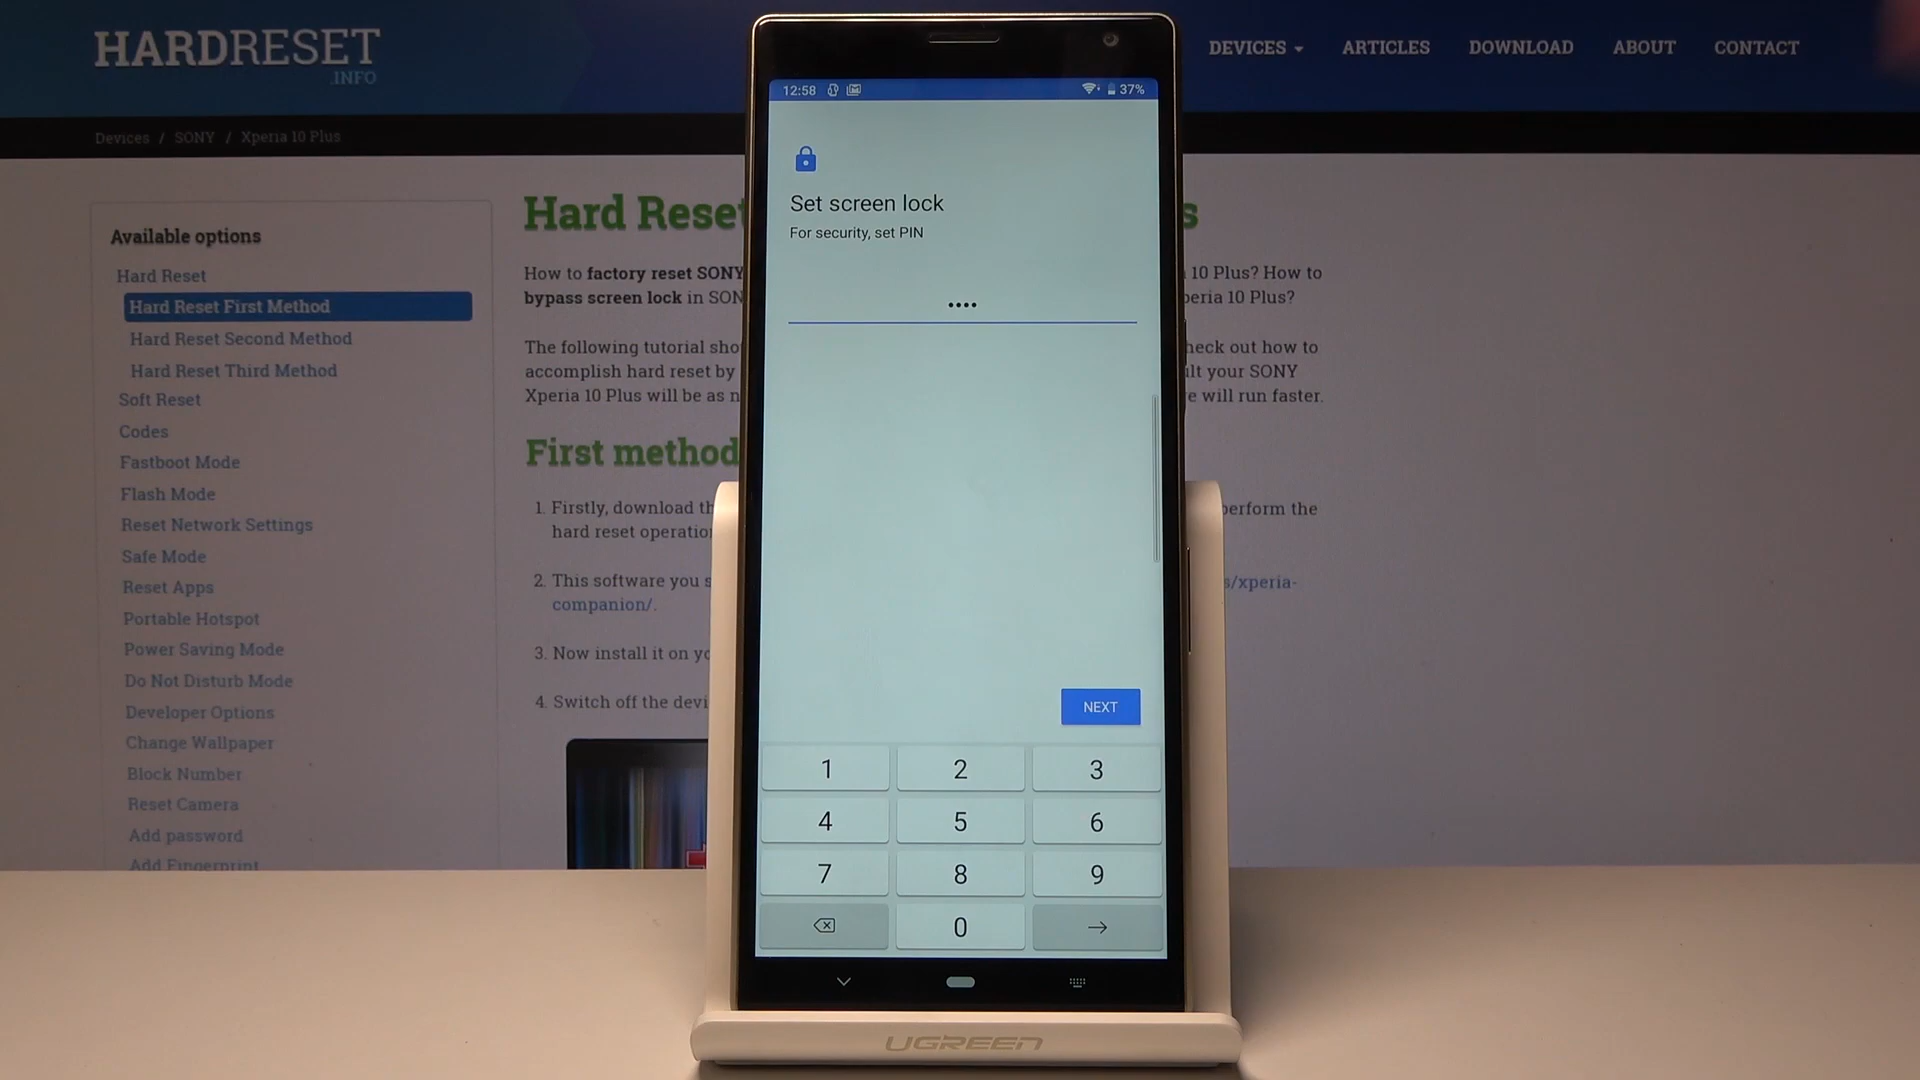 HARDRESET
.INFO
DEVICES
ARTICLES
DOWNLOAD
ABOUT
CONTACT
Devices / SONY / Xperia 10 Plus
Available options
Hard Reset
Hard Reset First Method
Hard Reset Second Method
Hard Reset Third Method
Soft Reset
Codes
Fastboot Mode
Flash Mode
Reset Network Settings
Safe Mode
Reset Apps
Portable Hotspot
Power Saving Mode
Do Not Disturb Mode
Developer Options
Change Wallpaper
Block Number
Reset Camera
Add password
Add Fingerprint
Hard Reset
How to factory reset SONY
10 Plus? How to
bypass screen lock in SON
peria 10 Plus?
The following tutorial sho
heck out how to
accomplish hard reset by
ult your SONY
Xperia 10 Plus will be as n
e will run faster.
First method
1. Firstly, download th
perform the
hard reset operation
2. This software you s
s/xperia-
companion/.
3. Now install it on yo
4. Switch off the devi
12:58
37%
Set screen lock
For security, set PIN
••••
NEXT
1 2 3
4 5 6
7 8 9
0
UGREEN